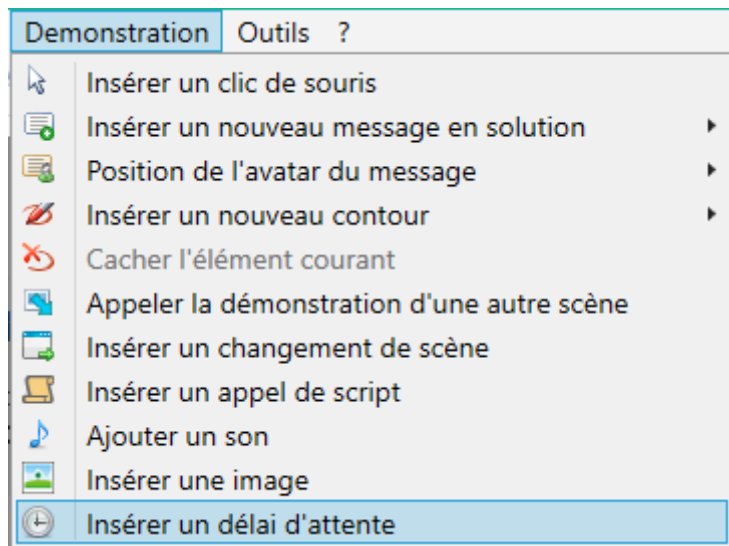 Demonstration Outils ?
Insérer un clic de souris
Insérer un nouveau message en solution
Position de l'avatar du message
Insérer un nouveau contour
Cacher l'élément courant
Appeler la démonstration d'une autre scène
Insérer un changement de scène
Insérer un appel de script
Ajouter un son
Insérer une image
Insérer un délai d'attente